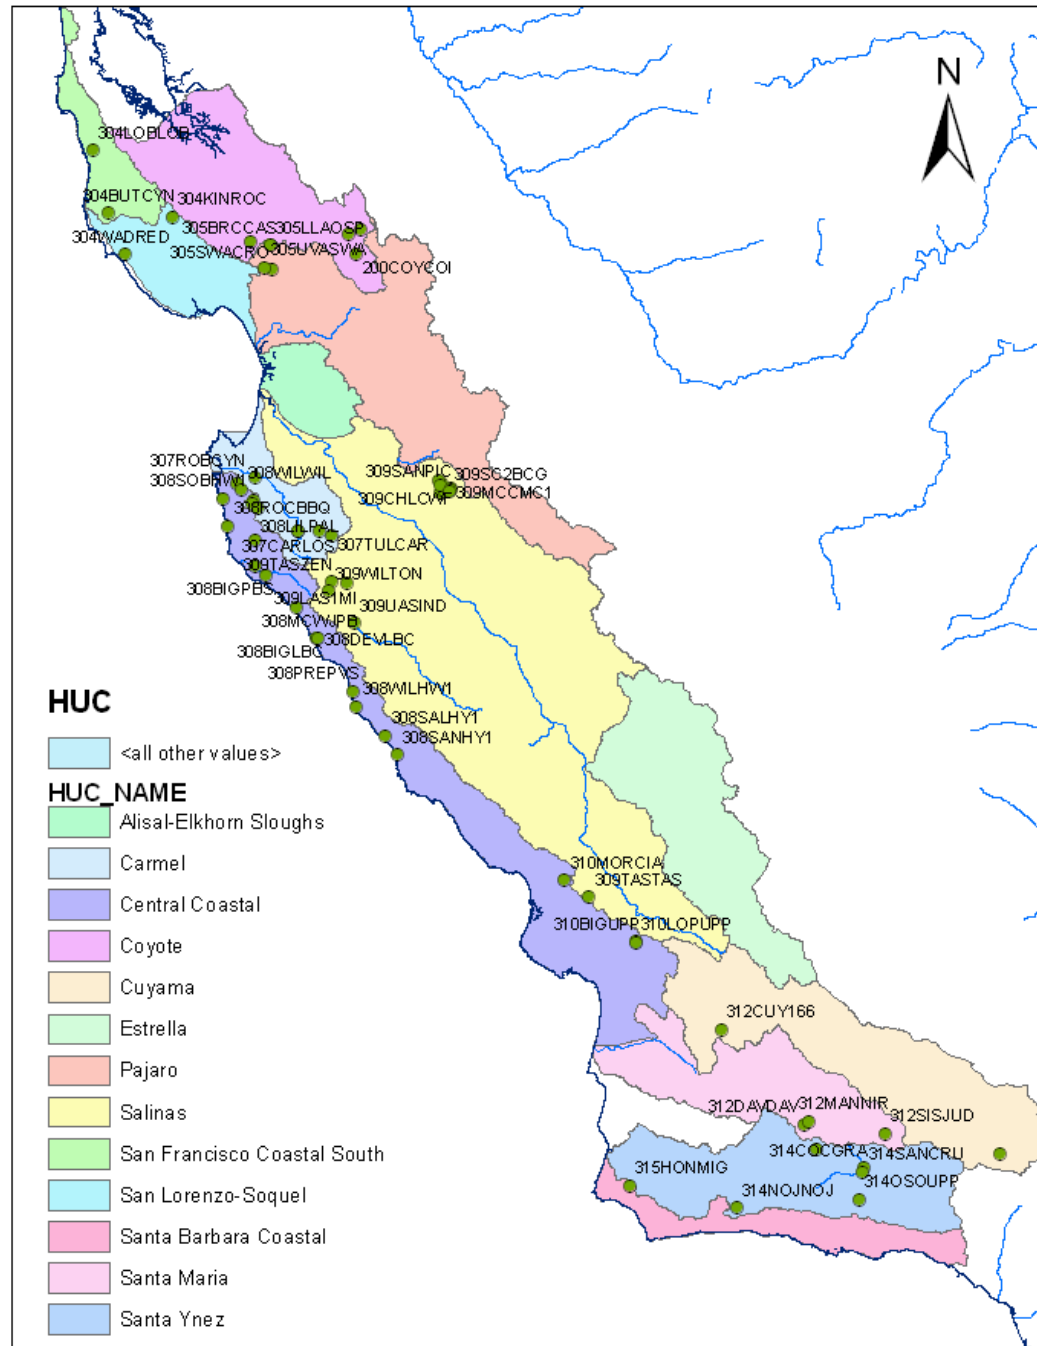 N
304LOBLOB
304BUTCYN
304KINROC
305BRCCAS
305LLAOSP
304WADRED
305SWACRO
305UVASWA
200COYCOI
307ROBCYN
308WILWIL
309SANPIC
309SC2BCG
309CHLCWF
309MCCMC1
308ROCBBQ
308LILPAL
307CARLOS
307TULCAR
309TASZEN
309WILTON
308BIGPBS
309LAS1MI
309UASIND
308MCWJPB
308DEVLBC
308BIGLBC
308PREPVS
308WILHW1
308SALHY1
308SANHY1
HUC
<all other values>
HUC_NAME
Alisal-Elkhorn Sloughs
Carmel
Central Coastal
Coyote
Cuyama
Estrella
Pajaro
Salinas
San Francisco Coastal South
San Lorenzo-Soquel
Santa Barbara Coastal
Santa Maria
Santa Ynez
310MORCIA
309TASTAS
310BIGUPP
310LOPUPP
312CUY166
312DAVDAV
312MANNIR
312SISJUD
314COCGRA
314SANCRU
315HONMIG
314NOJNOJ
314OSOUPP